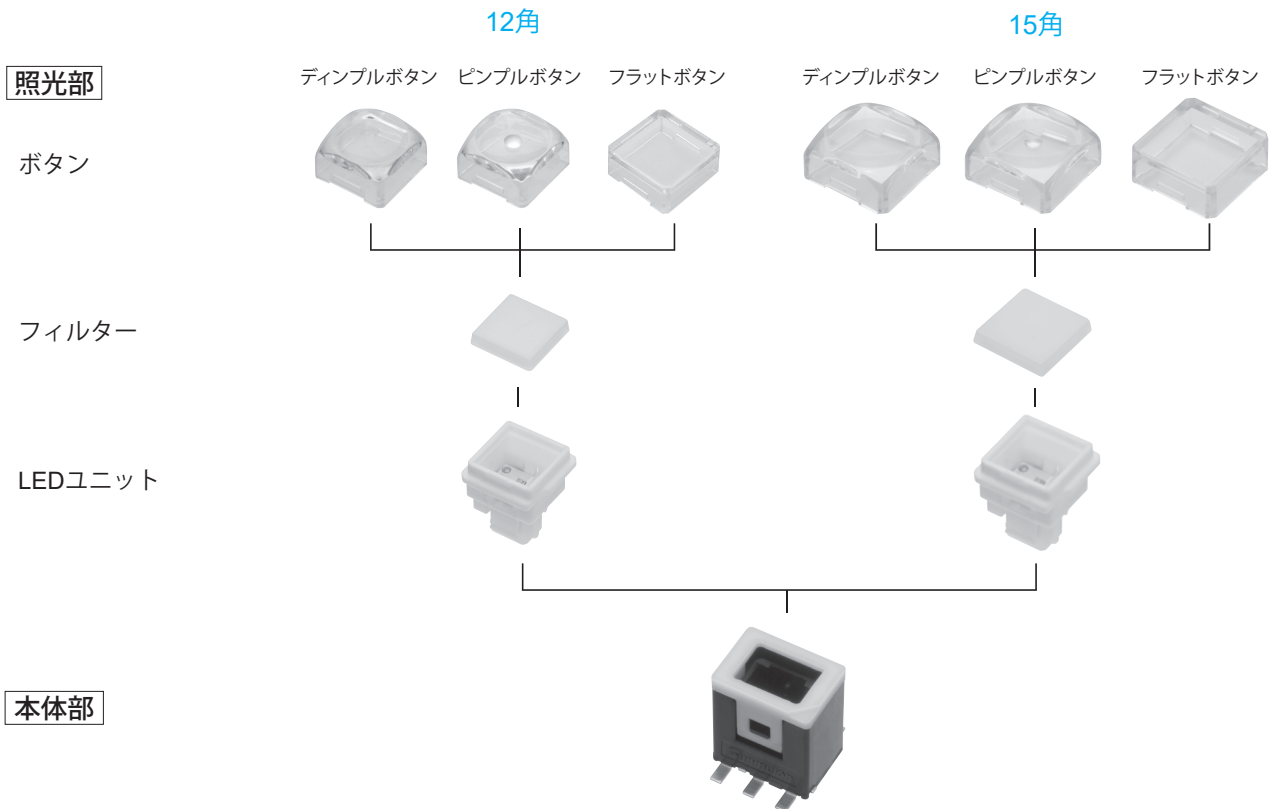 12角
15角
照光部
ディンプルボタン
ピンプルボタン
フラットボタン
ディンプルボタン
ピンプルボタン
フラットボタン
ボタン
フィルター
LEDユニット
本体部